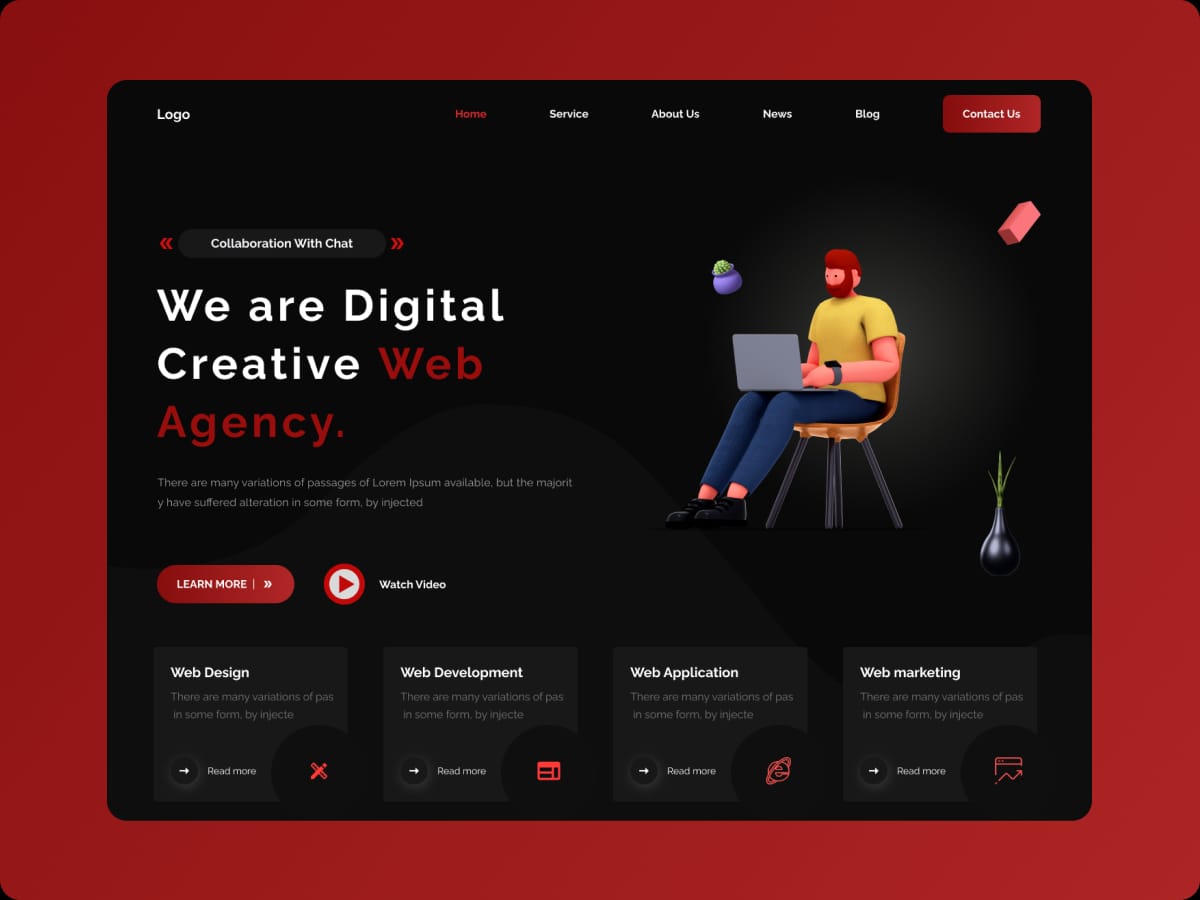 Logo
Home
Service
About Us
News
Blog
Contact Us
« Collaboration With Chat »
We are Digital
Creative Web
Agency.
There are many variations of passages of Lorem Ipsum available, but the majorit
y have suffered alteration in some form, by injected
LEARN MORE | »
Watch Video
Web Design
There are many variations of pas
in some form, by injecte
→ Read more
Web Development
There are many variations of pas
in some form, by injecte
→ Read more
Web Application
There are many variations of pas
in some form, by injecte
→ Read more
Web marketing
There are many variations of pas
in some form, by injecte
→ Read more